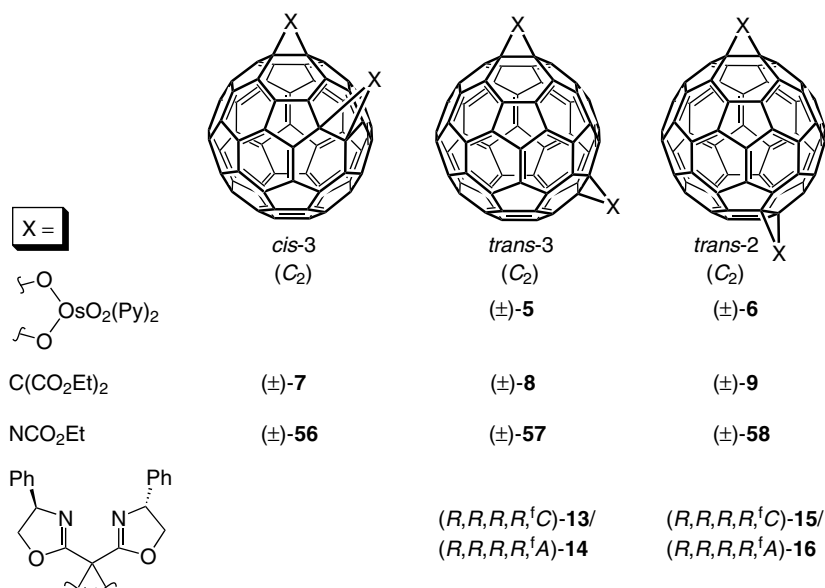 X X X
X
X
X
X =
cis-3 trans-3 trans-2
(C₂) (C₂) (C₂)
O
OsO₂(Py)₂
O
(±)-5 (±)-6
C(CO₂Et)₂ (±)-7 (±)-8 (±)-9
NCO₂Et (±)-56 (±)-57 (±)-58
Ph Ph
N N
O O
(R,R,R,R,ᶠC)-13/ (R,R,R,R,ᶠC)-15/
(R,R,R,R,ᶠA)-14 (R,R,R,R,ᶠA)-16